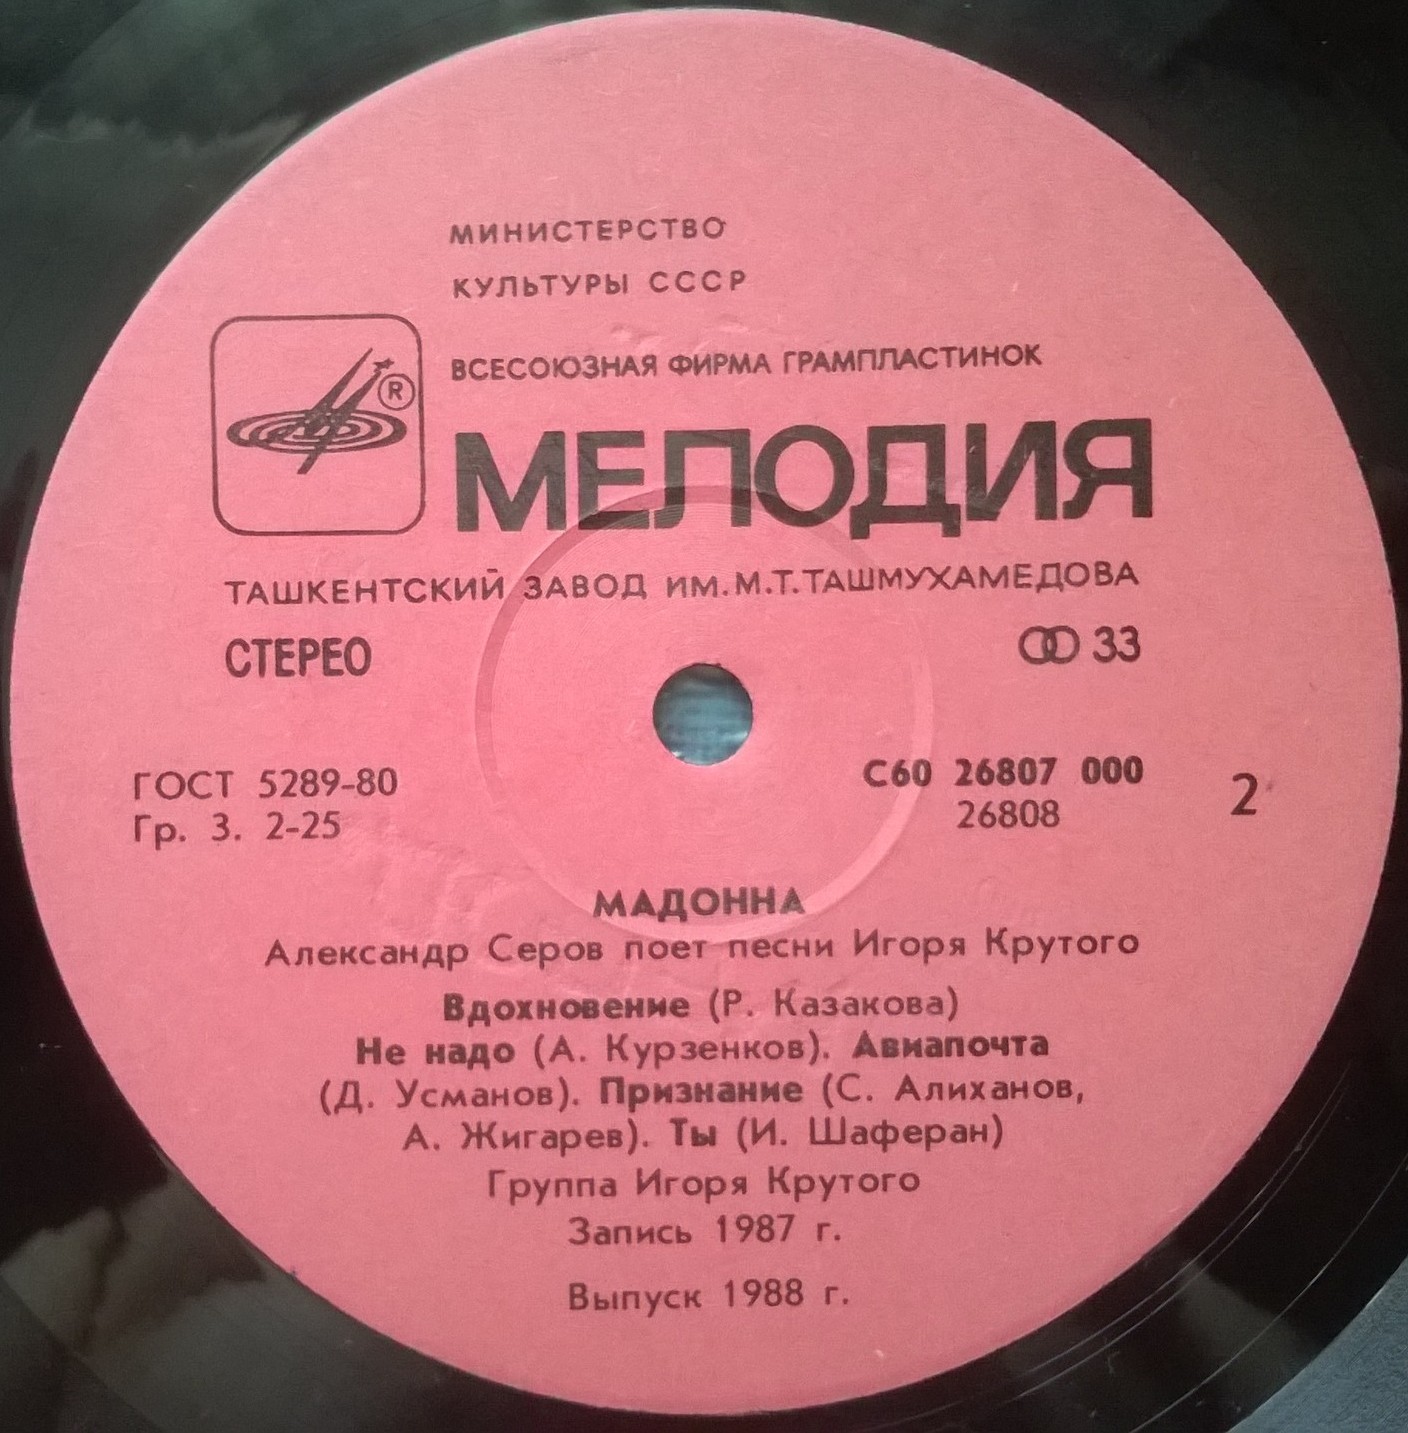 МИНИСТЕРСТВО
КУЛЬТУРЫ СССР
ВСЕСОЮЗНАЯ ФИРМА ГРАМПЛАСТИНОК
®
МЕЛОДИЯ
ТАШКЕНТСКИЙ ЗАВОД ИМ.М.Т.ТАШМУХАМЕДОВА
СТЕРЕО 33
ГОСТ 5289-80 С60 26807 000
Гр. 3. 2-25 26808 2
МАДОННА
Александр Серов поет песни Игоря Крутого
Вдохновение (Р. Казакова)
Не надо (А. Курзенков). Авиапочта
(Д. Усманов). Признание (С. Алиханов,
А. Жигарев). Ты (И. Шаферан)
Группа Игоря Крутого
Запись 1987 г.
Выпуск 1988 г.